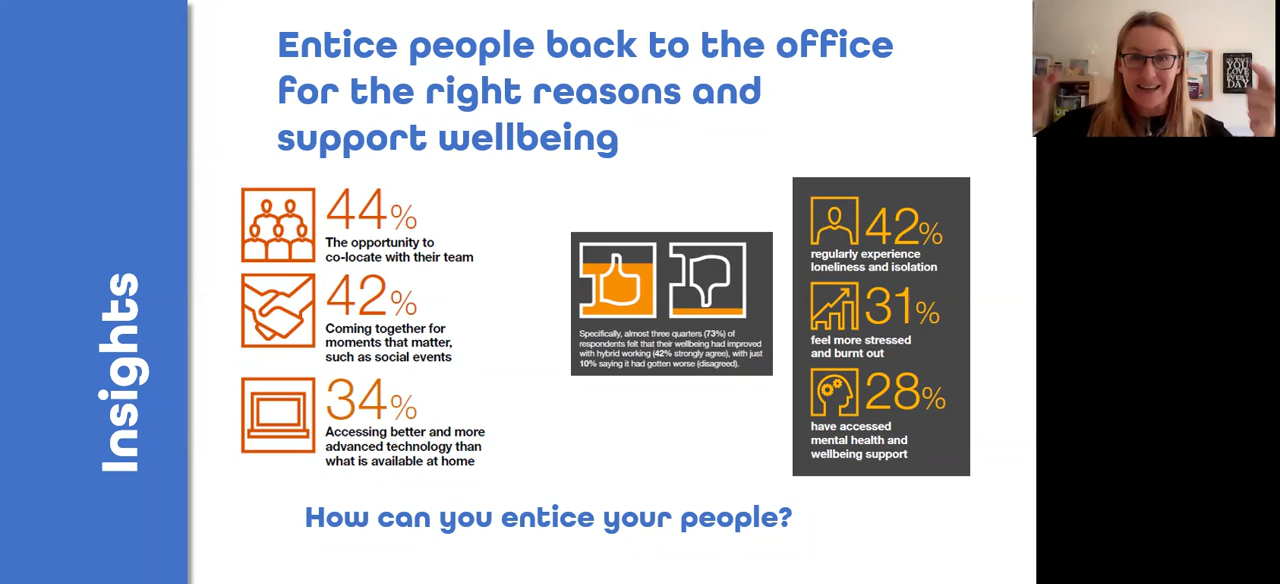 Entice people back to the office
for the right reasons and
support wellbeing
Insights
44%
The opportunity to
co-locate with their team
42%
Coming together for
moments that matter,
such as social events
34%
Accessing better and more
advanced technology than
what is available at home
Specifically, almost three quarters (73%) of
respondents felt that their wellbeing had improved
with hybrid working (42% strongly agree), with just
10% saying it had gotten worse (disagreed).
42%
regularly experience
loneliness and isolation
31%
feel more stressed
and burnt out
28%
have accessed
mental health and
wellbeing support
How can you entice your people?
YOU
LOVE
EVERY
DAY